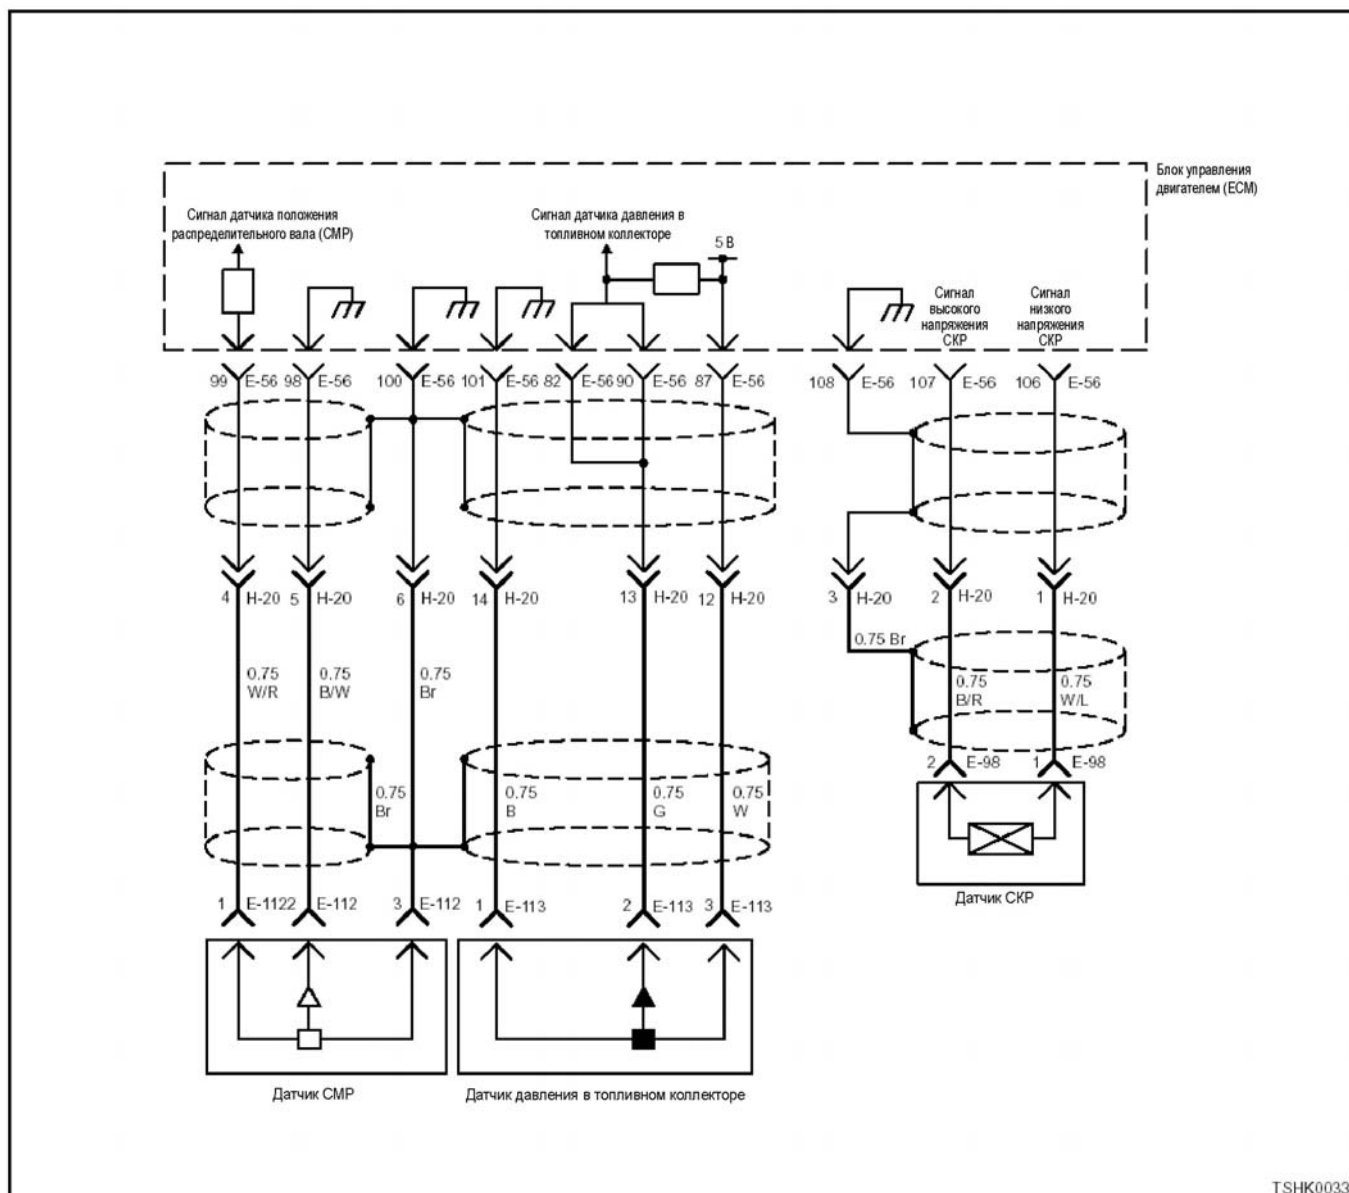 Блок управления
двигателем (ECM)
Сигнал датчика положения
распределительного вала (CMP)
Сигнал датчика давления в
топливном коллекторе
5 В
Сигнал
высокого
напряжения
СКР
Сигнал
низкого
напряжения
СКР
99 E-56 98 E-56 100 E-56 101 E-56 82 E-56 90 E-56 87 E-56 108 E-56 107 E-56 106 E-56
4 H-20 5 H-20 6 H-20 14 H-20 13 H-20 12 H-20 3 H-20 2 H-20 1 H-20
0.75 Br
0.75
W/R
0.75
B/W
0.75
Br
0.75
B/R
0.75
W/L
2 E-98 1 E-98
0.75
Br
0.75
B
0.75
G
0.75
W
1 E-1122 E-112 3 E-112 1 E-113 2 E-113 3 E-113
Датчик СКР
Датчик CMP
Датчик давления в топливном коллекторе
TSHK0033